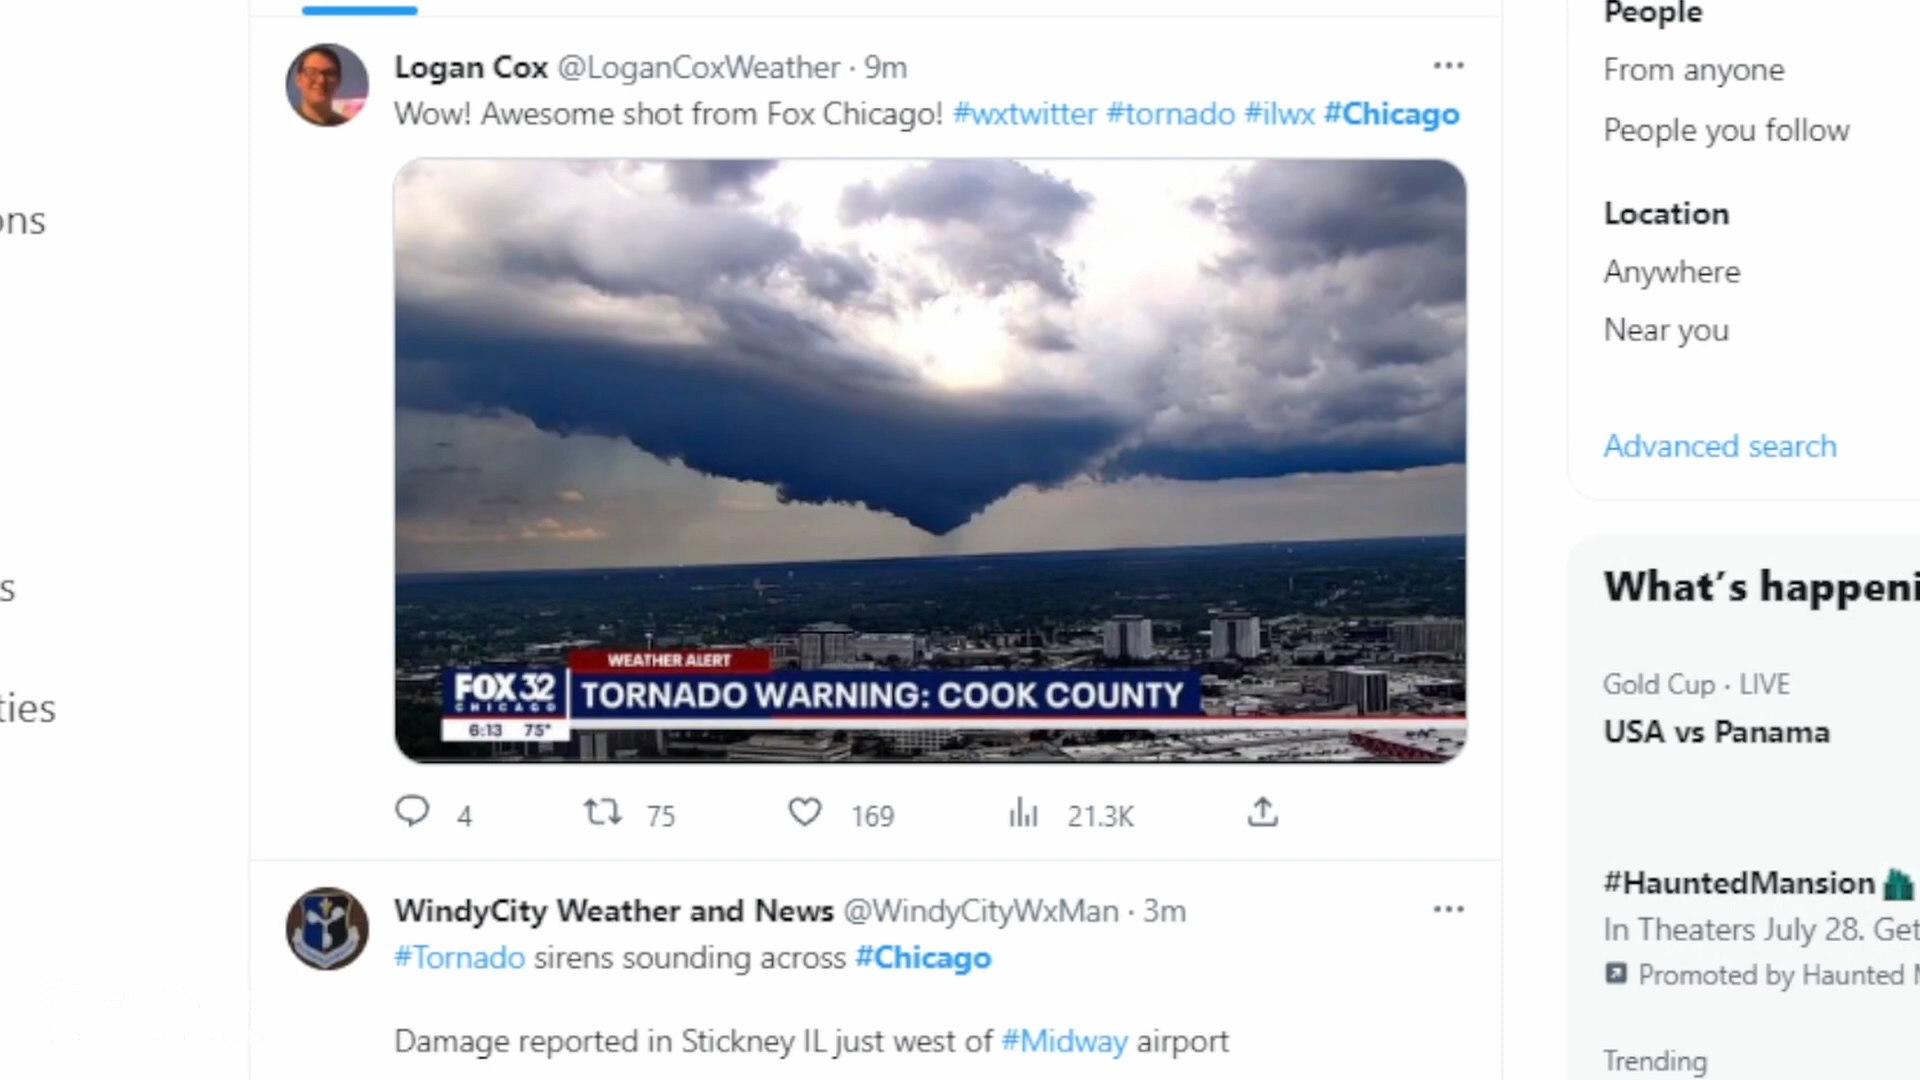 Logan Cox @LoganCoxWeather · 9m
Wow! Awesome shot from Fox Chicago! #wxtwitter #tornado #ilwx #Chicago
WEATHER ALERT
FOX 32
CHICAGO
TORNADO WARNING: COOK COUNTY
6:13 75°
4 75 169 21.3K
WindyCity Weather and News @WindyCityWxMan · 3m
#Tornado sirens sounding across #Chicago
Damage reported in Stickney IL just west of #Midway airport
ons
s
ties
People
From anyone
People you follow
Location
Anywhere
Near you
Advanced search
What's happeni
Gold Cup · LIVE
USA vs Panama
#HauntedMansion
In Theaters July 28. Get
Promoted by Haunted M
Trending